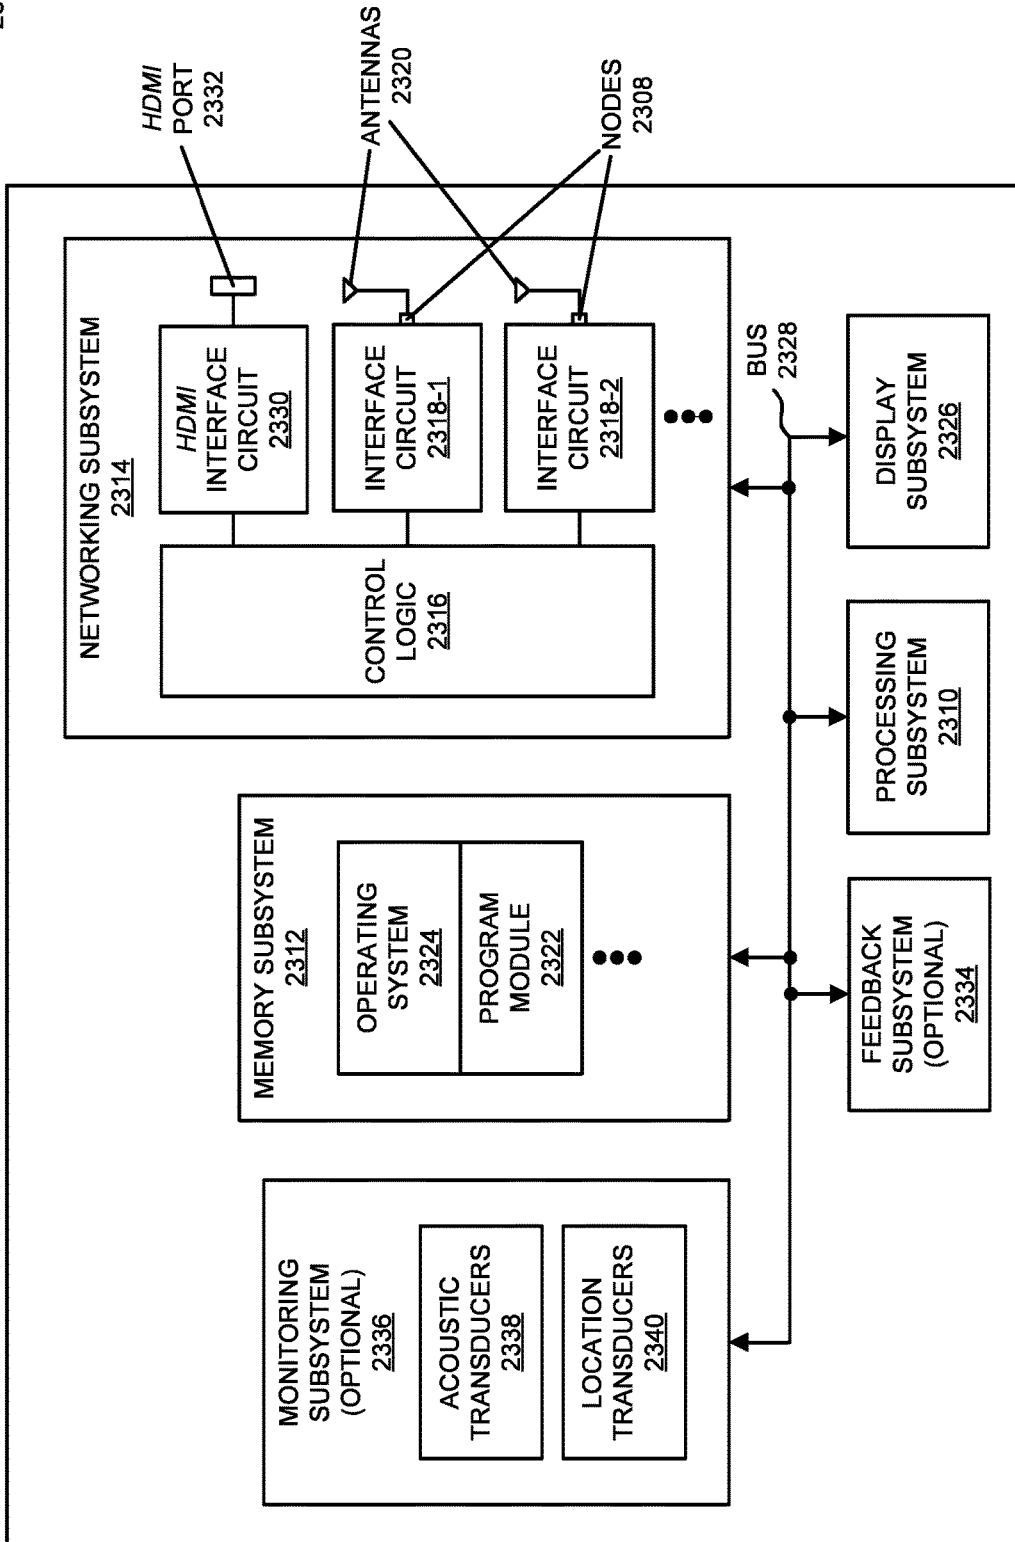 HDMI
PORT
2332
ANTENNAS
2320
NODES
2308
NETWORKING SUBSYSTEM
2314
HDMI
INTERFACE
CIRCUIT
2330
INTERFACE
CIRCUIT
2318-1
INTERFACE
CIRCUIT
2318-2
CONTROL
LOGIC
2316
MEMORY SUBSYSTEM
2312
OPERATING
SYSTEM
2324
PROGRAM
MODULE
2322
MONITORING
SUBSYSTEM
(OPTIONAL)
2336
ACOUSTIC
TRANSDUCERS
2338
LOCATION
TRANSDUCERS
2340
BUS
2328
DISPLAY
SUBSYSTEM
2326
PROCESSING
SUBSYSTEM
2310
FEEDBACK
SUBSYSTEM
(OPTIONAL)
2334